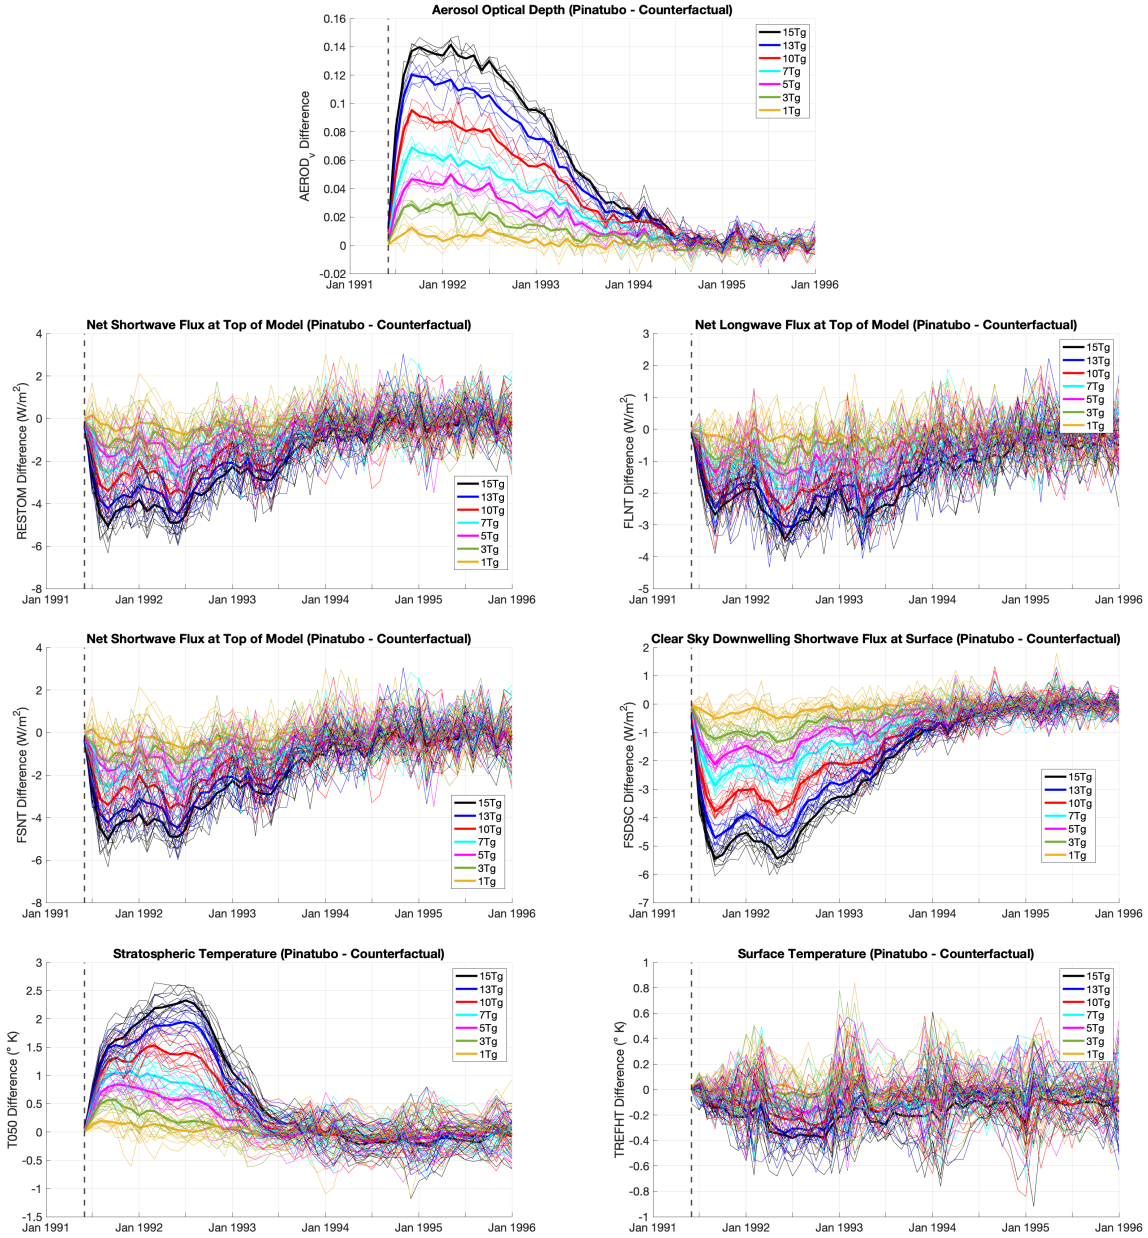 Aerosol Optical Depth (Pinatubo - Counterfactual)
0.16
0.14
0.12
0.1
0.08
0.06
0.04
0.02
0
-0.02
AEROD_v Difference
15Tg
13Tg
10Tg
7Tg
5Tg
3Tg
1Tg
Jan 1991 Jan 1992 Jan 1993 Jan 1994 Jan 1995 Jan 1996
Net Shortwave Flux at Top of Model (Pinatubo - Counterfactual)
4
2
0
-2
-4
-6
-8
RESTOM Difference (W/m²)
15Tg
13Tg
10Tg
7Tg
5Tg
3Tg
1Tg
Jan 1991 Jan 1992 Jan 1993 Jan 1994 Jan 1995 Jan 1996
Net Longwave Flux at Top of Model (Pinatubo - Counterfactual)
3
2
1
0
-1
-2
-3
-4
-5
FLNT Difference (W/m²)
15Tg
13Tg
10Tg
7Tg
5Tg
3Tg
1Tg
Jan 1991 Jan 1992 Jan 1993 Jan 1994 Jan 1995 Jan 1996
Net Shortwave Flux at Top of Model (Pinatubo - Counterfactual)
4
2
0
-2
-4
-6
-8
FSNT Difference (W/m²)
15Tg
13Tg
10Tg
7Tg
5Tg
3Tg
1Tg
Jan 1991 Jan 1992 Jan 1993 Jan 1994 Jan 1995 Jan 1996
Clear Sky Downwelling Shortwave Flux at Surface (Pinatubo - Counterfactual)
2
1
0
-1
-2
-3
-4
-5
-6
-7
FSDSC Difference (W/m²)
15Tg
13Tg
10Tg
7Tg
5Tg
3Tg
1Tg
Jan 1991 Jan 1992 Jan 1993 Jan 1994 Jan 1995 Jan 1996
Stratospheric Temperature (Pinatubo - Counterfactual)
3
2.5
2
1.5
1
0.5
0
-0.5
-1
-1.5
T050 Difference (° K)
15Tg
13Tg
10Tg
7Tg
5Tg
3Tg
1Tg
Jan 1991 Jan 1992 Jan 1993 Jan 1994 Jan 1995 Jan 1996
Surface Temperature (Pinatubo - Counterfactual)
1
0.8
0.6
0.4
0.2
0
-0.2
-0.4
-0.6
-0.8
-1
TREFHT Difference (° K)
15Tg
13Tg
10Tg
7Tg
5Tg
3Tg
1Tg
Jan 1991 Jan 1992 Jan 1993 Jan 1994 Jan 1995 Jan 1996